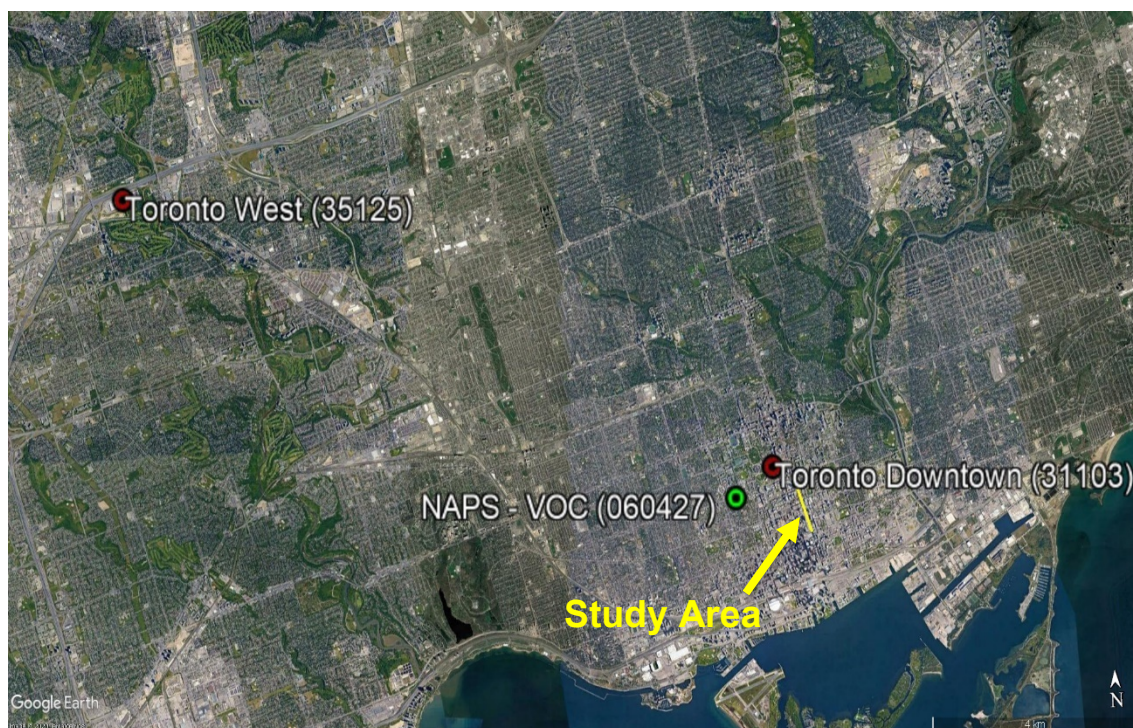 Toronto West (35125)
Toronto Downtown (31103)
NAPS - VOC (060427)
Study Area
Google Earth
N
4 km